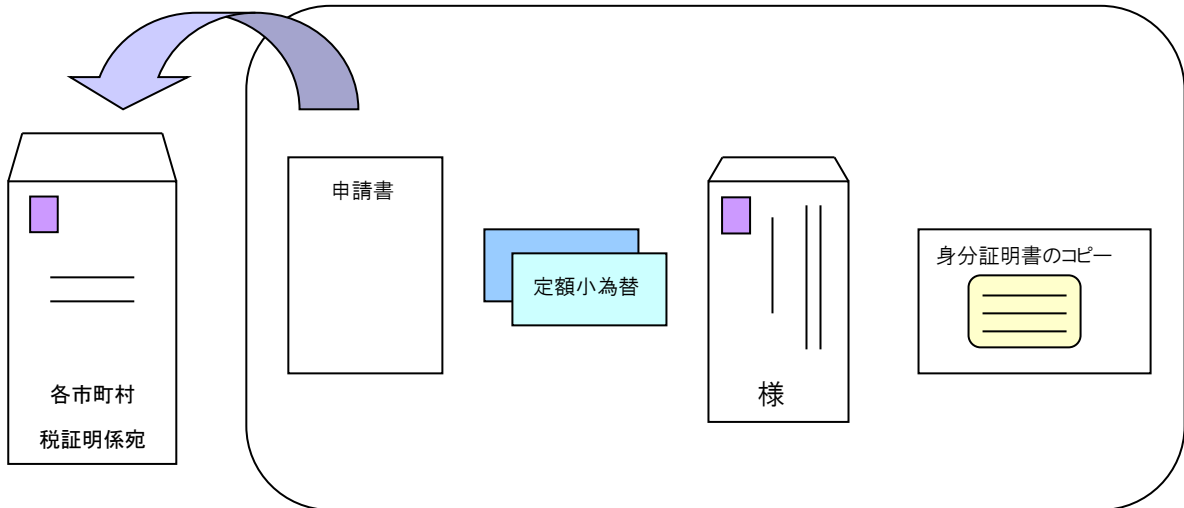 申請書
定額小為替
様
身分証明書のコピー
各市町村
税証明係宛